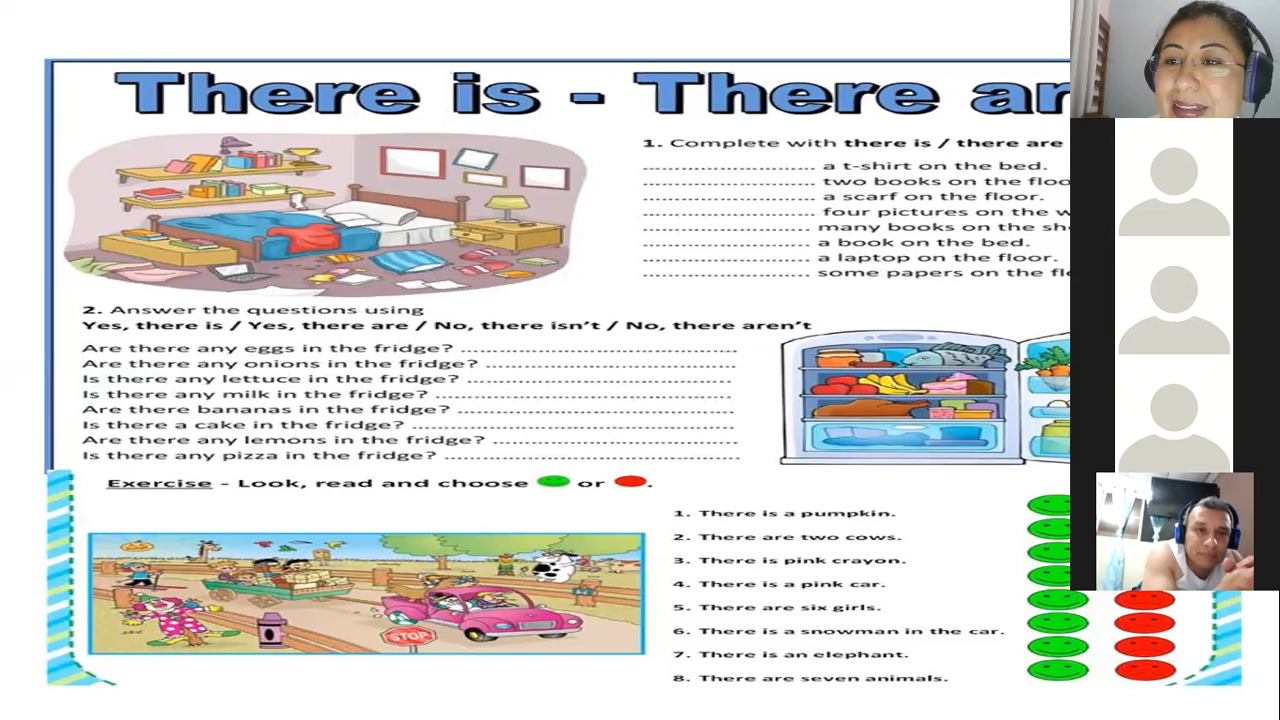 There is - There ar
1. Complete with there is / there are
.................................... a t-shirt on the bed.
.................................... two books on the floo
.................................... a scarf on the floor.
.................................... four pictures on the w
.................................... many books on the sh
.................................... a book on the bed.
.................................... a laptop on the floor.
.................................... some papers on the fl
2. Answer the questions using
Yes, there is / Yes, there are / No, there isn't / No, there aren't
Are there any eggs in the fridge? ....................................
Are there any onions in the fridge? ....................................
Is there any lettuce in the fridge? ....................................
Is there any milk in the fridge? ....................................
Are there bananas in the fridge? ....................................
Is there a cake in the fridge? ....................................
Are there any lemons in the fridge? ....................................
Is there any pizza in the fridge? ....................................
Exercise - Look, read and choose or .
1. There is a pumpkin.
2. There are two cows.
3. There is pink crayon.
4. There is a pink car.
5. There are six girls.
6. There is a snowman in the car.
7. There is an elephant.
8. There are seven animals.
STOP